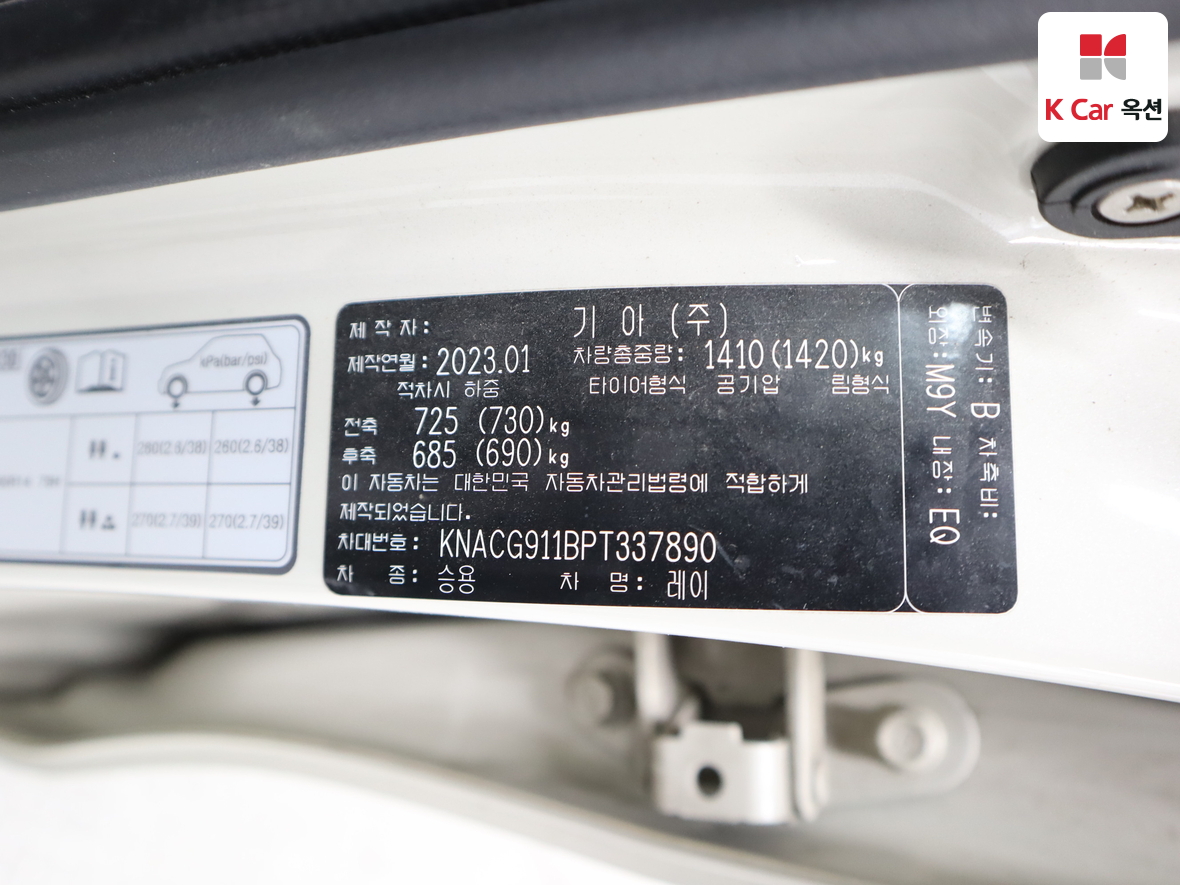 K Car 옥션
제 작 자: 기 아 (주)
제작연월: 2023.01 차량총중량: 1410(1420)kg
적차시 하중 타이어형식 공기압 림형식
전축 725 (730)kg
후축 685 (690)kg
이 자동차는 대한민국 자동차관리법령에 적합하게
제작되었습니다.
차대번호: KNACG911BPT337890
차 종: 승용 차 명: 레이
변속기: B 차축비:
외장: M9Y 내장: EQ
kPa(bar/psi)
260(2.6/38) 260(2.6/38)
270(2.7/39) 270(2.7/39)